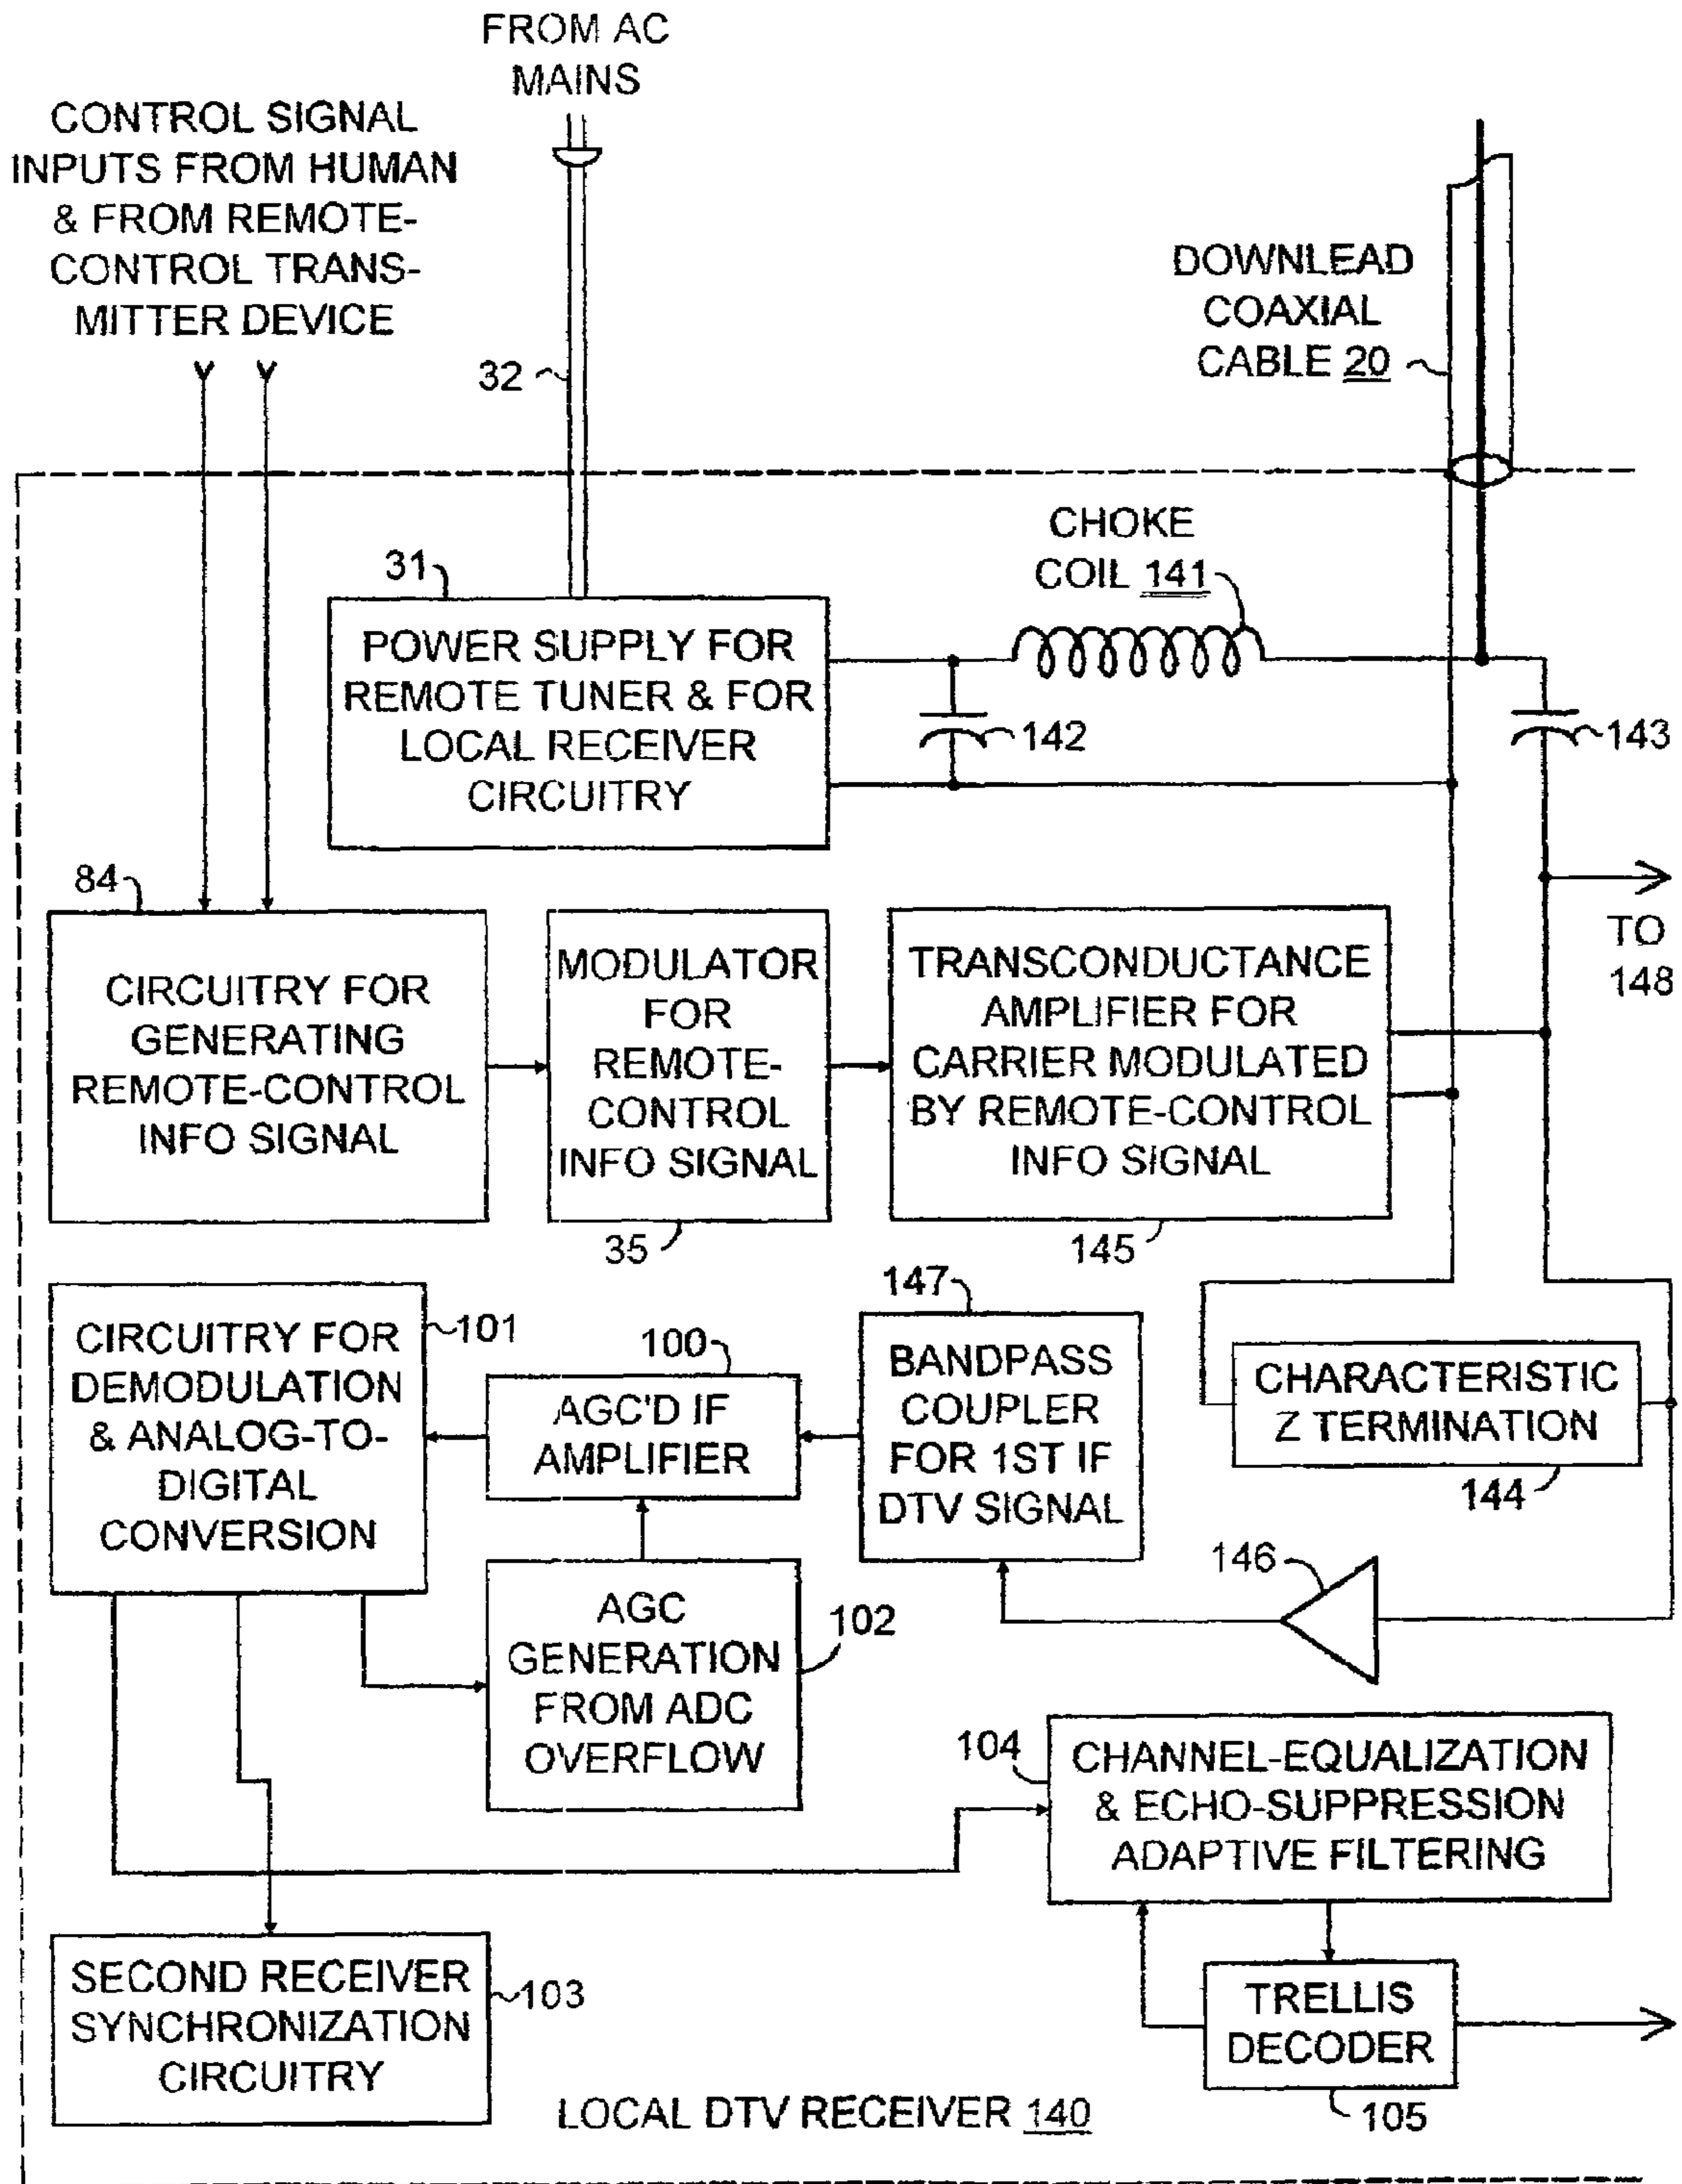 FROM AC
MAINS
CONTROL SIGNAL
INPUTS FROM HUMAN
& FROM REMOTE-
CONTROL TRANS-
MITTER DEVICE
32
DOWNLEAD
COAXIAL
CABLE 20
CHOKE
COIL 141
31
POWER SUPPLY FOR
REMOTE TUNER & FOR
LOCAL RECEIVER
CIRCUITRY
142
143
TO
148
84
CIRCUITRY FOR
GENERATING
REMOTE-CONTROL
INFO SIGNAL
MODULATOR
FOR
REMOTE-
CONTROL
INFO SIGNAL
35
TRANSCONDUCTANCE
AMPLIFIER FOR
CARRIER MODULATED
BY REMOTE-CONTROL
INFO SIGNAL
145
CIRCUITRY FOR
DEMODULATION
& ANALOG-TO-
DIGITAL
CONVERSION
101
100
AGC'D IF
AMPLIFIER
147
BANDPASS
COUPLER
FOR 1ST IF
DTV SIGNAL
CHARACTERISTIC
Z TERMINATION
144
146
AGC
GENERATION
FROM ADC
OVERFLOW
102
104
CHANNEL-EQUALIZATION
& ECHO-SUPPRESSION
ADAPTIVE FILTERING
SECOND RECEIVER
SYNCHRONIZATION
CIRCUITRY
103
TRELLIS
DECODER
105
LOCAL DTV RECEIVER 140